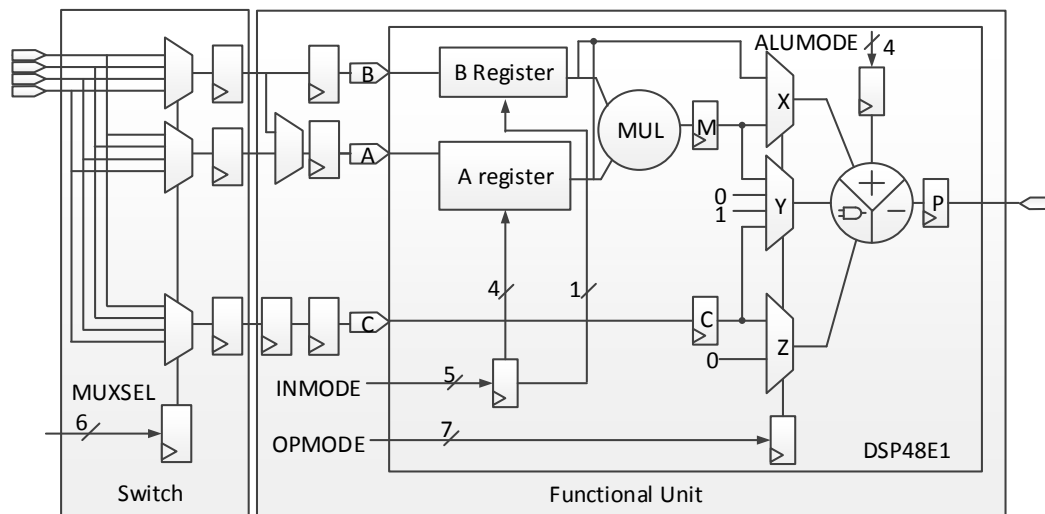 ALUMODE
4
B
B Register
X
MUL
M
A
A register
0
1
Y
P
4
1
C
C
Z
0
MUXSEL
6
INMODE
5
OPMODE
7
DSP48E1
Switch
Functional Unit